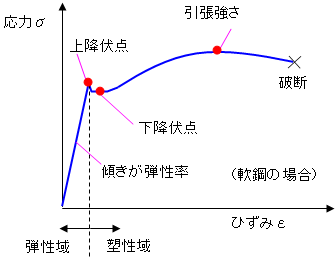 引張強さ
応力σ
上降伏点
破断
下降伏点
傾きが弾性率
(軟鋼の場合)
ひずみε
弾性域
塑性域